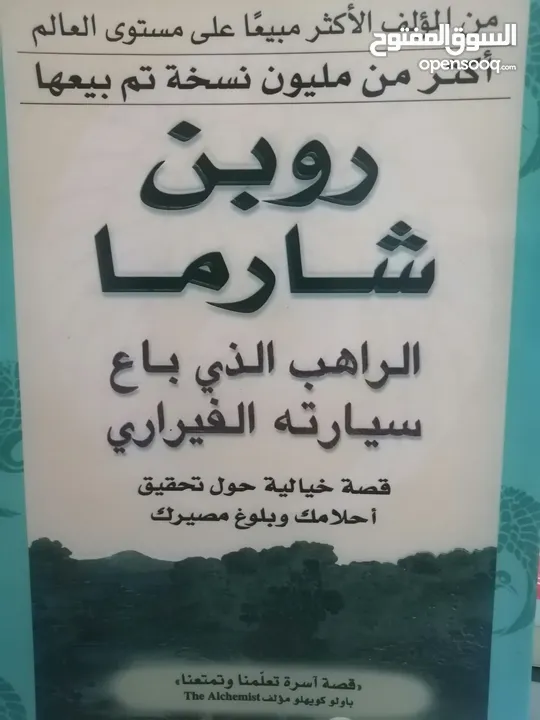 من المؤلف الأكثر مبيعًا على مستوى العالم
السوق المفتوح
opensooq.com
أكثر من مليون نسخة تم بيعها
روبن
شارما
الراهب الذي باع
سيارته الفيراري
قصة خيالية حول تحقيق
أحلامك وبلوغ مصيرك
«قصة آسرة تعلّمنا وتمتعنا»
باولو كويهلو مؤلف The Alchemist